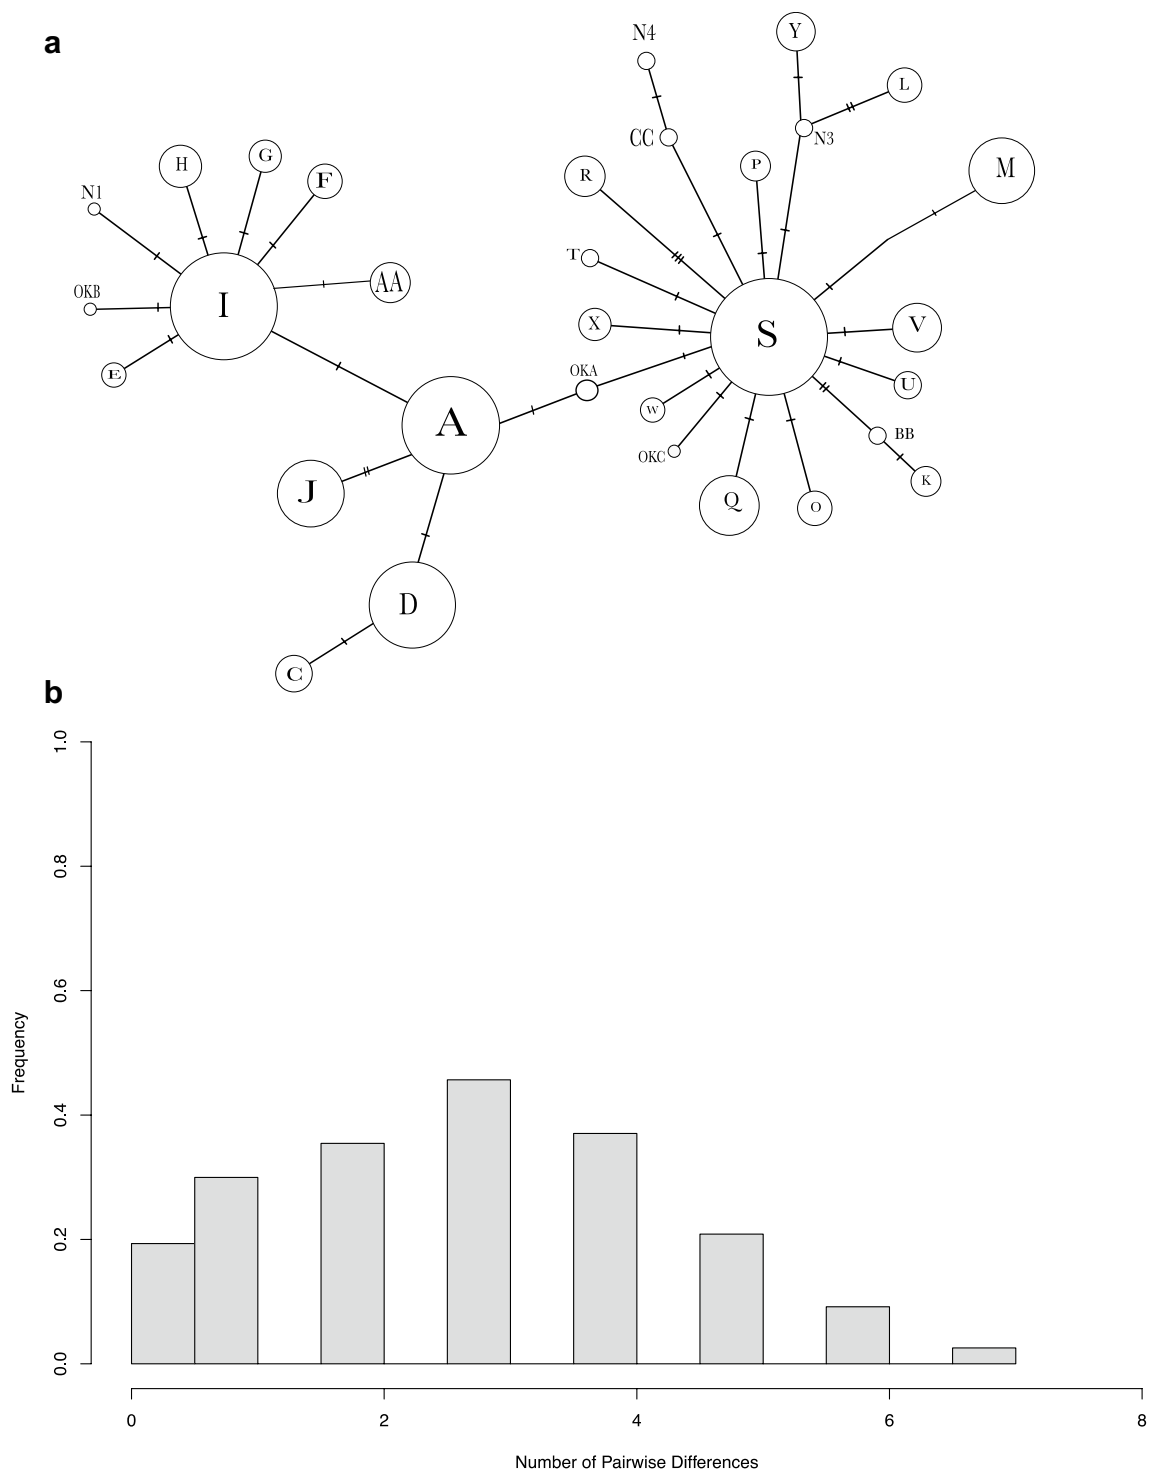 a
N4
Y
L
CC
N3
H
G
F
P
M
R
N1
T
AA
OKB
I
X
S
V
E
OKA
U
W
A
BB
OKC
K
J
Q
O
D
C
b
1.0
0.8
0.6
0.4
0.2
0.0
Frequency
0 2 4 6 8
Number of Pairwise Differences